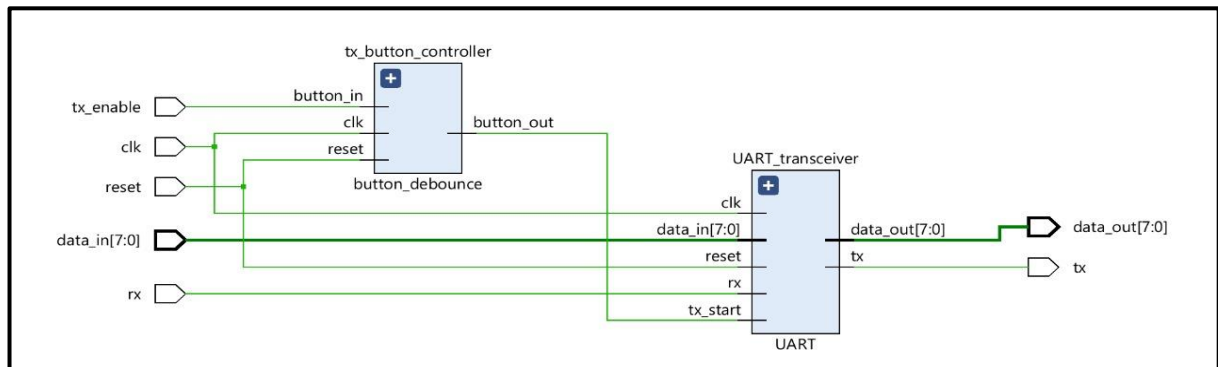 tx_button_controller
tx_enable
button_in
clk
clk
button_out
reset
reset
button_debounce
UART_transceiver
clk
data_in[7:0]
data_in[7:0]
data_out[7:0]
data_out[7:0]
reset
tx
tx
rx
rx
tx_start
UART